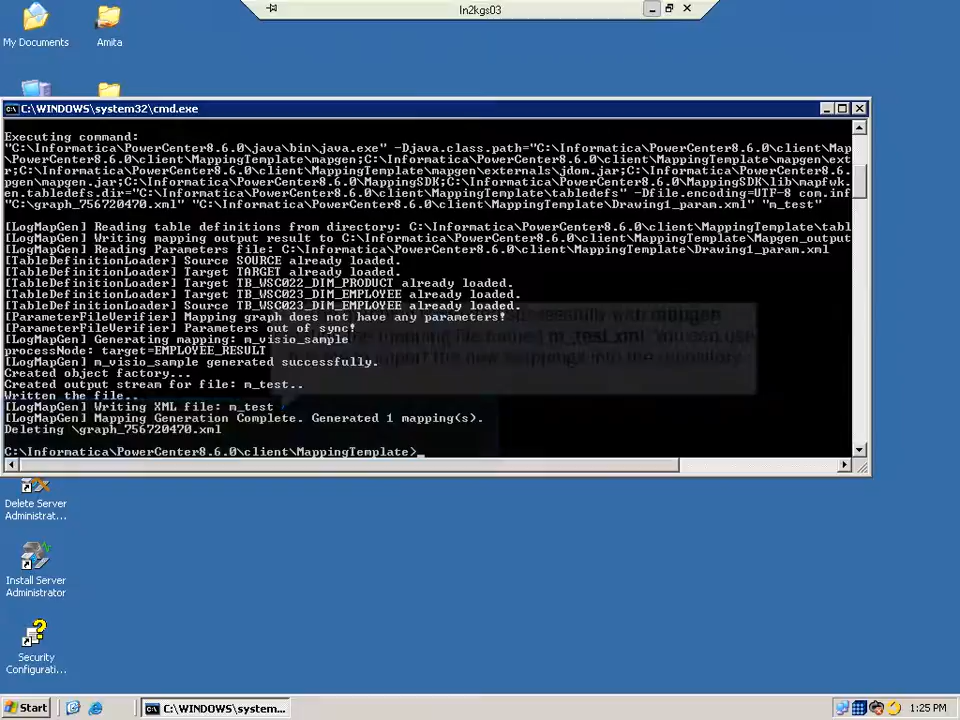 ln2kgs03
My Documents
Amita
C:\WINDOWS\system32\cmd.exe
Executing command:
"C:\Informatica\PowerCenter8.6.0\java\bin\java.exe" -Djava.class.path="C:\Informatica\PowerCenter8.6.0\client\Map
\PowerCenter8.6.0\client\MappingTemplate\mapgen;C:\Informatica\PowerCenter8.6.0\client\MappingTemplate\mapgen\ext
r;C:\Informatica\PowerCenter8.6.0\client\MappingTemplate\mapgen\externals\jdom.jar;C:\Informatica\PowerCenter8.6.
pgen\mapgen.jar;C:\Informatica\PowerCenter8.6.0\MappingSDK;C:\Informatica\PowerCenter8.6.0\MappingSDK\lib\mapfwk.
en.tabledefs.dir="C:\Informatica\PowerCenter8.6.0\client\MappingTemplate\tabledefs" -Dfile.encoding=UTF-8 com.inf
"C:\graph_756720470.xml" "C:\Informatica\PowerCenter8.6.0\client\MappingTemplate\Drawing1_param.xml" "m_test"
[LogMapGen] Reading table definitions from directory: C:\Informatica\PowerCenter8.6.0\client\MappingTemplate\tabl
[LogMapGen] Writing mapping output result to C:\Informatica\PowerCenter8.6.0\client\MappingTemplate\Mapgen_output
[LogMapGen] Parameters file: C:\Informatica\PowerCenter8.6.0\client\MappingTemplate\Drawing1_param.xml
[TableDefinitionLoader] Source SOURCE already loaded.
[TableDefinitionLoader] Target TARGET already loaded.
[TableDefinitionLoader] Target TB_WSC022_DIM_PRODUCT already loaded.
[TableDefinitionLoader] Target TB_WSC023_DIM_EMPLOYEE already loaded.
[TableDefinitionLoader] Source TB_WSC023_DIM_EMPLOYEE already loaded.
[ParameterFileVerifier] Mapping graph does not have any parameters!
[ParameterFileVerifier] Parameters out of sync!
[LogMapGen] Generating mapping: m_visio_sample
processNode: target=EMPLOYEE_RESULT
[LogMapGen] m_visio_sample generated successfully.
Created object factory...
Created output stream for file: m_test..
Written the file..
[LogMapGen] Writing XML file: m_test
[LogMapGen] Mapping Generation Complete. Generated 1 mapping(s).
Deleting \graph_756720470.xml
C:\Informatica\PowerCenter8.6.0\client\MappingTemplate>_
Delete Server
Administrat...
Install Server
Administrator
Security
Configurati...
Start
C:\WINDOWS\system...
1:25 PM